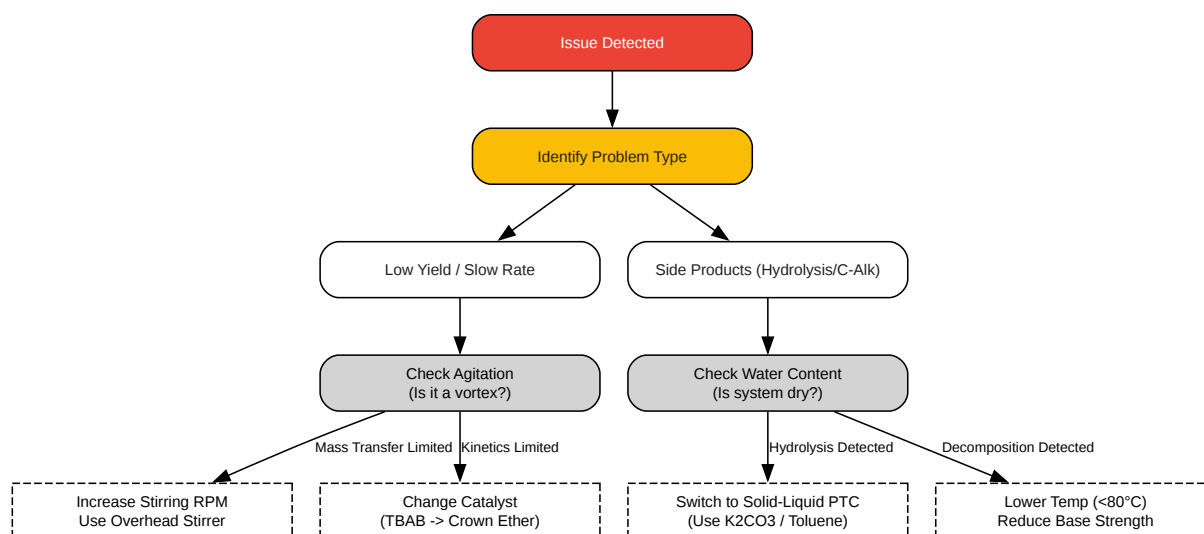 Issue Detected
Identify Problem Type
Low Yield / Slow Rate
Side Products (Hydrolysis/C-Alk)
Check Agitation
(Is it a vortex?)
Check Water Content
(Is system dry?)
Mass Transfer Limited
Kinetics Limited
Hydrolysis Detected
Decomposition Detected
Increase Stirring RPM
Use Overhead Stirrer
Change Catalyst
(TBAB -> Crown Ether)
Switch to Solid-Liquid PTC
(Use K2CO3 / Toluene)
Lower Temp (<80°C)
Reduce Base Strength